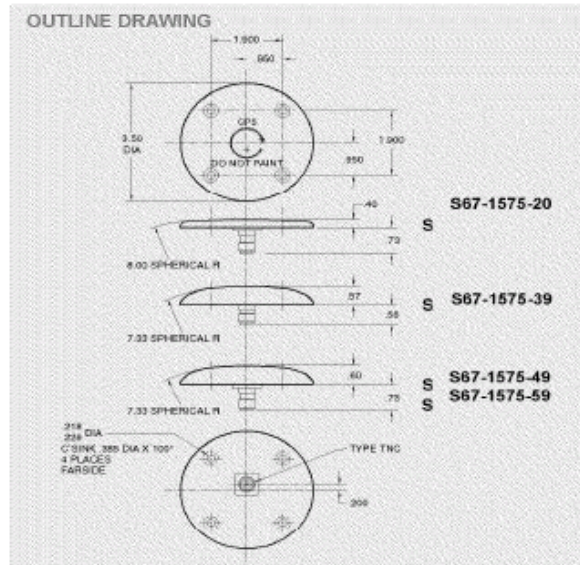 OUTLINE DRAWING
1.900
.950
GPS
DO NOT PAINT
3.50
DIA
1.900
.950
.40
S67-1575-20
S
.73
8.00 SPHERICAL R
.57
S S67-1575-39
.56
7.33 SPHERICAL R
.60
S S67-1575-49
S S67-1575-59
.75
7.33 SPHERICAL R
.218
.228 DIA
C'SINK .385 DIA X 100°
4 PLACES
FARSIDE
TYPE TNC
.200